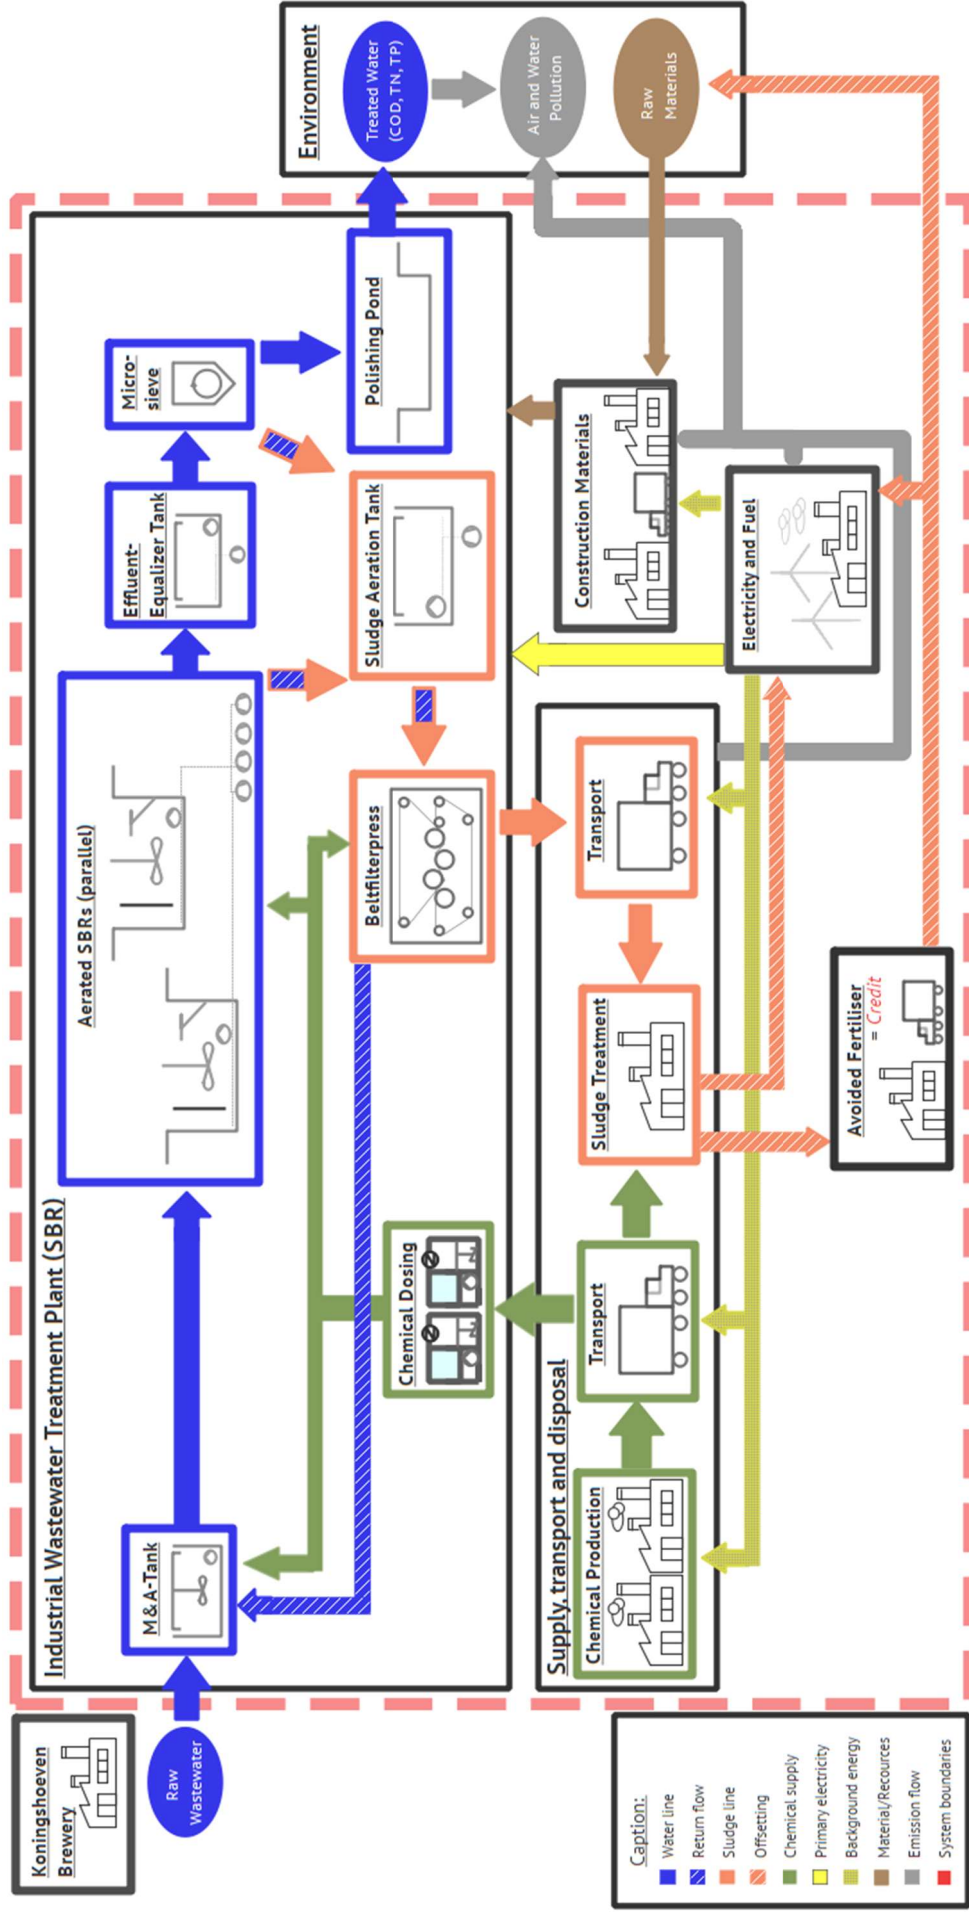 Koningshoeven
Brewery
Raw
Wastewater
Industrial Wastewater Treatment Plant (SBR)
M&A-Tank
Aerated SBRs (parallel)
Effluent-
Equalizer Tank
Micro-
sieve
Chemical Dosing
Beltfilterpress
Sludge Aeration Tank
Polishing Pond
Environment
Treated Water
(COD, TN, TP)
Air and Water
Pollution
Raw
Materials
Supply, transport and disposal
Chemical Production
Transport
Sludge Treatment
Transport
Construction Materials
Electricity and Fuel
Avoided Fertiliser
= Credit
Caption:
Water line
Return flow
Sludge line
Offsetting
Chemical supply
Primary electricity
Background energy
Material/Recources
Emission flow
System boundaries